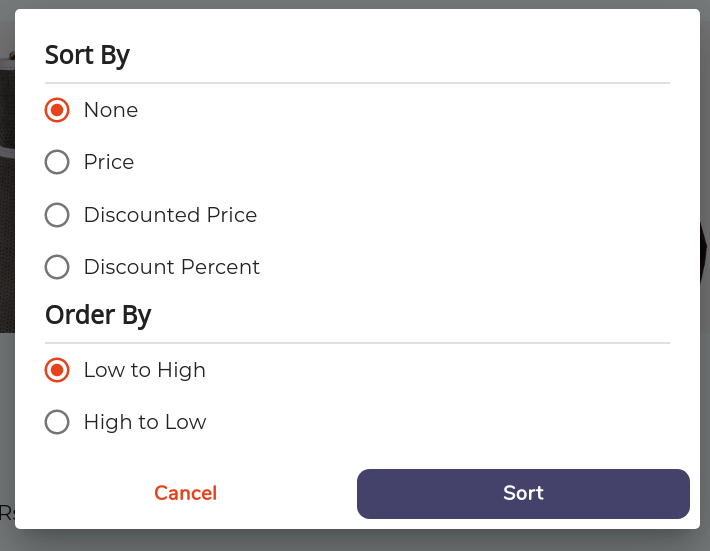 Sort By
None
Price
Discounted Price
Discount Percent
Order By
Low to High
High to Low
Cancel
Sort